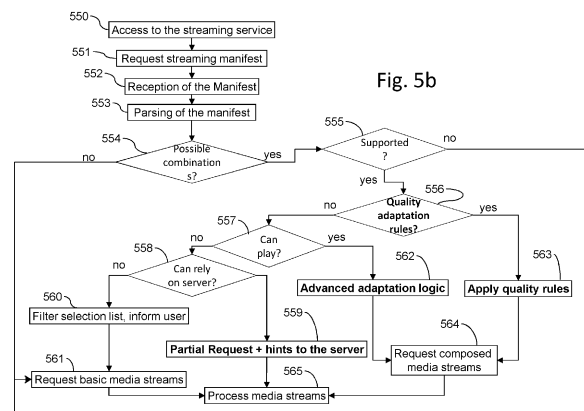 550
Access to the streaming service
551
Request streaming manifest
552
Reception of the Manifest
Fig. 5b
553
Parsing of the manifest
554
Possible
combination
s?
no
yes
555
Supported
?
no
yes
556
Quality
adaptation
rules?
no
yes
557
Can
play?
no
yes
558
Can rely
on server?
no
562
Advanced adaptation logic
563
Apply quality rules
560
Filter selection list, inform user
559
Partial Request + hints to the server
564
Request composed
media streams
561
Request basic media streams
565
Process media streams